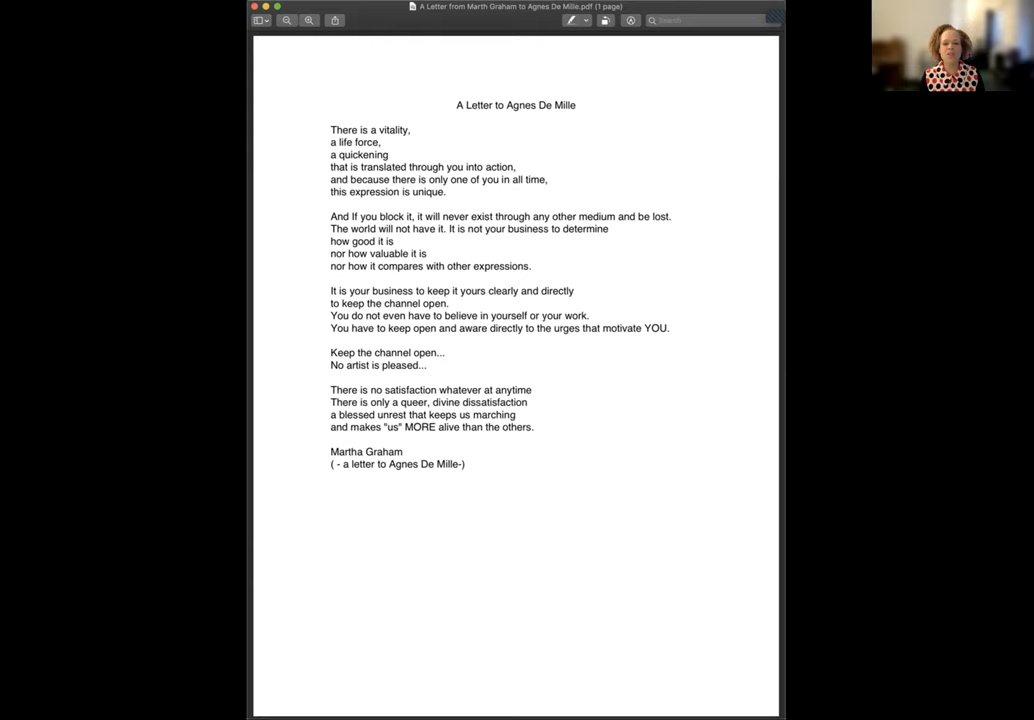 A Letter from Marth Graham to Agnes De Mille.pdf (1 page)
Search
A Letter to Agnes De Mille
There is a vitality,
a life force,
a quickening
that is translated through you into action,
and because there is only one of you in all time,
this expression is unique.
And If you block it, it will never exist through any other medium and be lost.
The world will not have it. It is not your business to determine
how good it is
nor how valuable it is
nor how it compares with other expressions.
It is your business to keep it yours clearly and directly
to keep the channel open.
You do not even have to believe in yourself or your work.
You have to keep open and aware directly to the urges that motivate YOU.
Keep the channel open...
No artist is pleased...
There is no satisfaction whatever at anytime
There is only a queer, divine dissatisfaction
a blessed unrest that keeps us marching
and makes "us" MORE alive than the others.
Martha Graham
( - a letter to Agnes De Mille-)